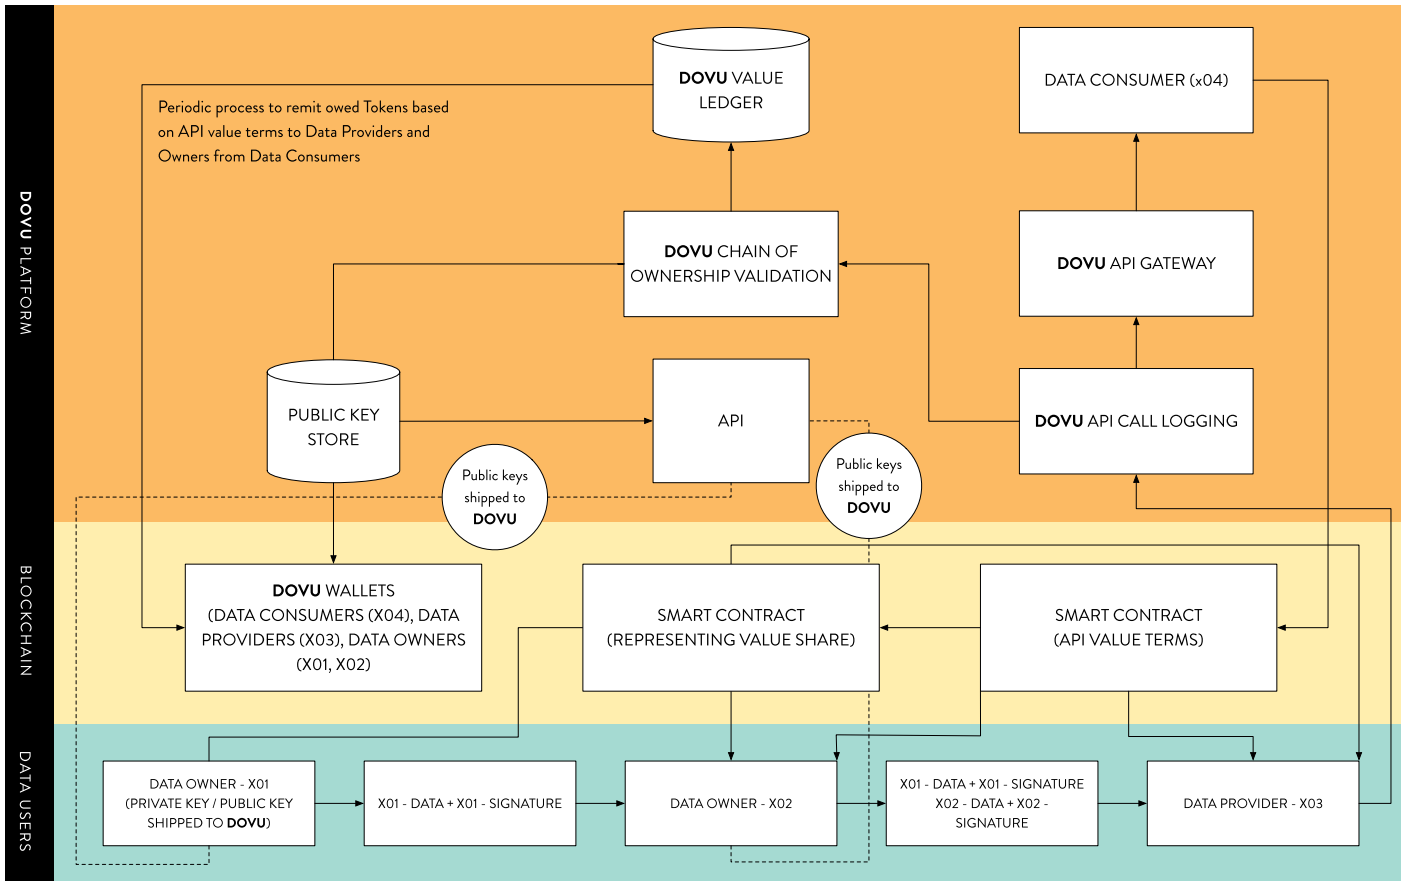 DOVU PLATFORM
BLOCKCHAIN
DATA USERS
DOVU VALUE
LEDGER
DATA CONSUMER (x04)
Periodic process to remit owed Tokens based
on API value terms to Data Providers and
Owners from Data Consumers
DOVU CHAIN OF
OWNERSHIP VALIDATION
DOVU API GATEWAY
PUBLIC KEY
STORE
API
DOVU API CALL LOGGING
Public keys
shipped to
DOVU
Public keys
shipped to
DOVU
DOVU WALLETS
(DATA CONSUMERS (X04), DATA
PROVIDERS (X03), DATA OWNERS
(X01, X02)
SMART CONTRACT
(REPRESENTING VALUE SHARE)
SMART CONTRACT
(API VALUE TERMS)
DATA OWNER - X01
(PRIVATE KEY / PUBLIC KEY
SHIPPED TO DOVU)
X01 - DATA + X01 - SIGNATURE
DATA OWNER - X02
X01 - DATA + X01 - SIGNATURE
X02 - DATA + X02 -
SIGNATURE
DATA PROVIDER - X03